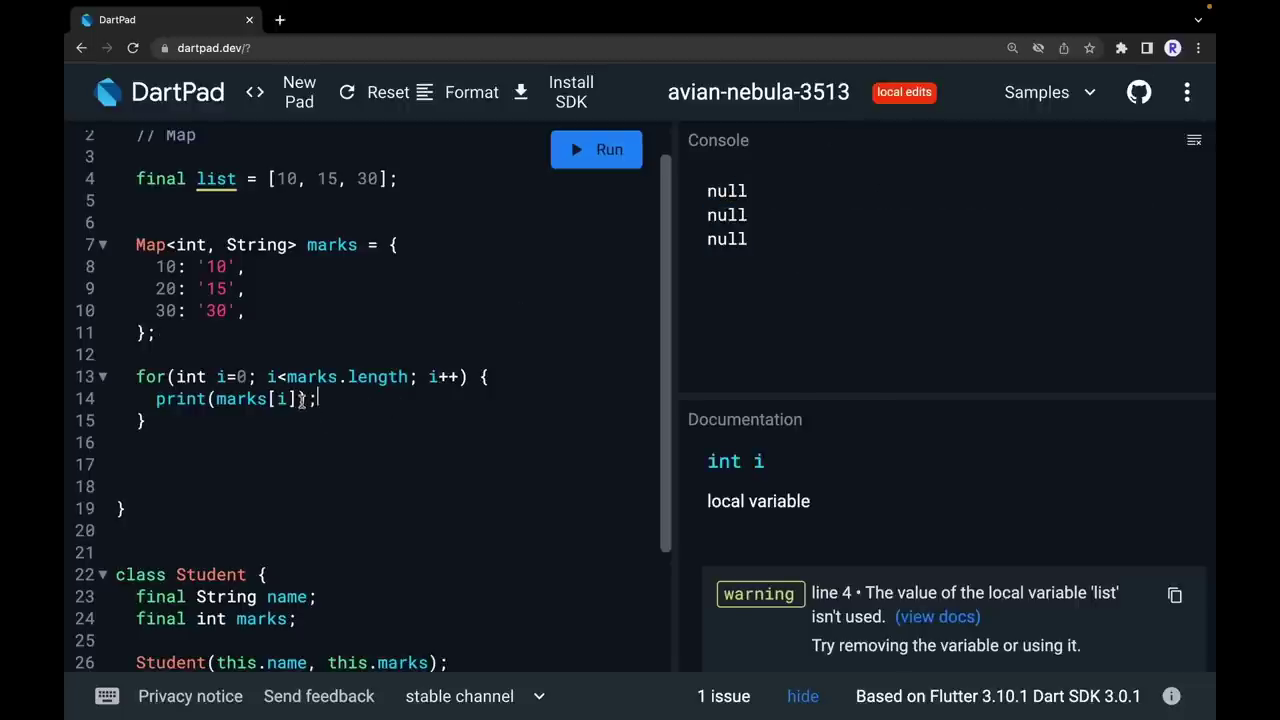 DartPad
dartpad.dev/?
R
DartPad
<>
New Pad
Reset
Format
Install SDK
avian-nebula-3513
local edits
Samples
2 // Map
3
4 final list = [10, 15, 30];
5
6
7 Map<int, String> marks = {
8 10: '10',
9 20: '15',
10 30: '30',
11 };
12
13 for(int i=0; i<marks.length; i++) {
14 print(marks[i]);
15 }
16
17
18
19 }
20
21
22 class Student {
23 final String name;
24 final int marks;
25
26 Student(this.name, this.marks);
Run
Console
null
null
null
Documentation
int i
local variable
warning line 4 • The value of the local variable 'list'
isn't used. (view docs)
Try removing the variable or using it.
Privacy notice
Send feedback
stable channel
1 issue
hide
Based on Flutter 3.10.1 Dart SDK 3.0.1